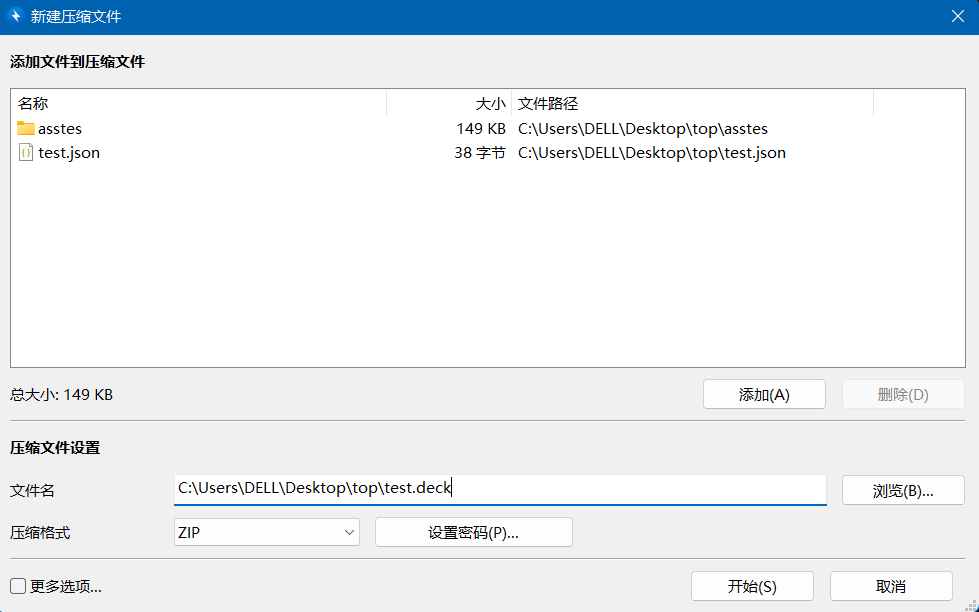 新建压缩文件
添加文件到压缩文件
名称 大小 文件路径
asstes 149 KB C:\Users\DELL\Desktop\top\asstes
test.json 38 字节 C:\Users\DELL\Desktop\top\test.json
总大小: 149 KB 添加(A) 删除(D)
压缩文件设置
文件名 C:\Users\DELL\Desktop\top\test.deck 浏览(B)...
压缩格式 ZIP 设置密码(P)...
更多选项... 开始(S) 取消